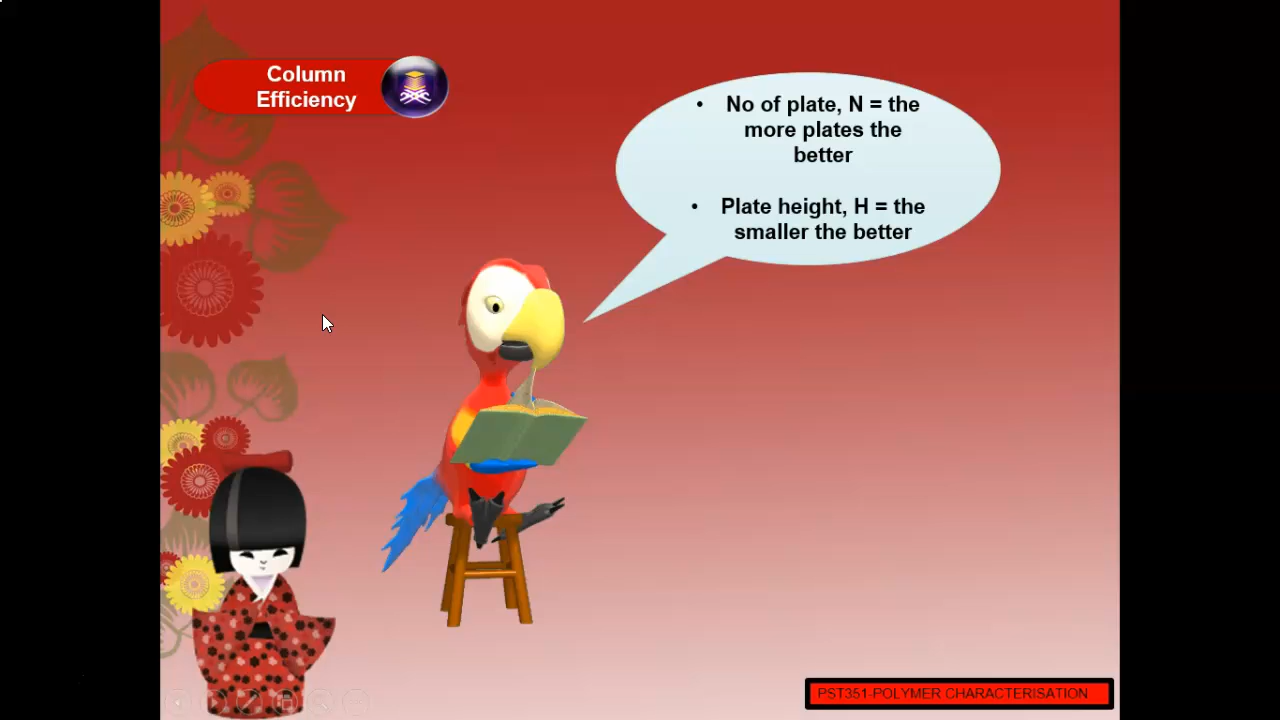 Column
Efficiency
• No of plate, N = the
more plates the
better
• Plate height, H = the
smaller the better
PST351-POLYMER CHARACTERISATION